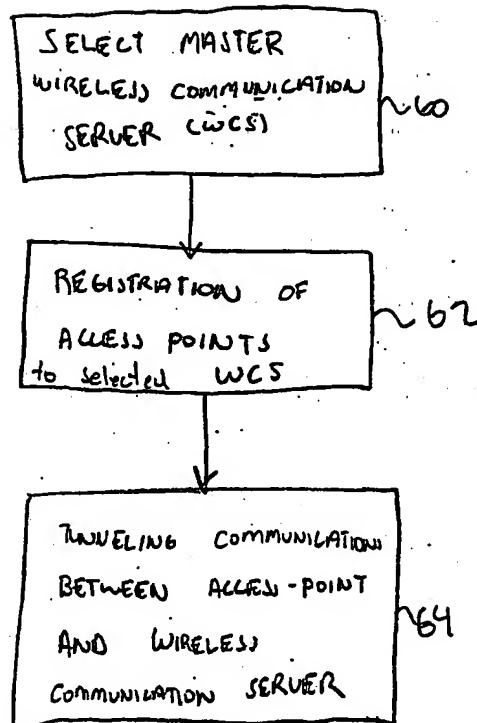 SELECT MASTER
WIRELESS COMMUNICIATION
SERVER (WCS)
~60
REGISTRATION OF
ACCESS POINTS
to selected WCS
~62
TUNNELING COMMUNICATIONS
BETWEEN ACCESS-POINT
AND WIRELESS
COMMUNICATION SERVER
~64